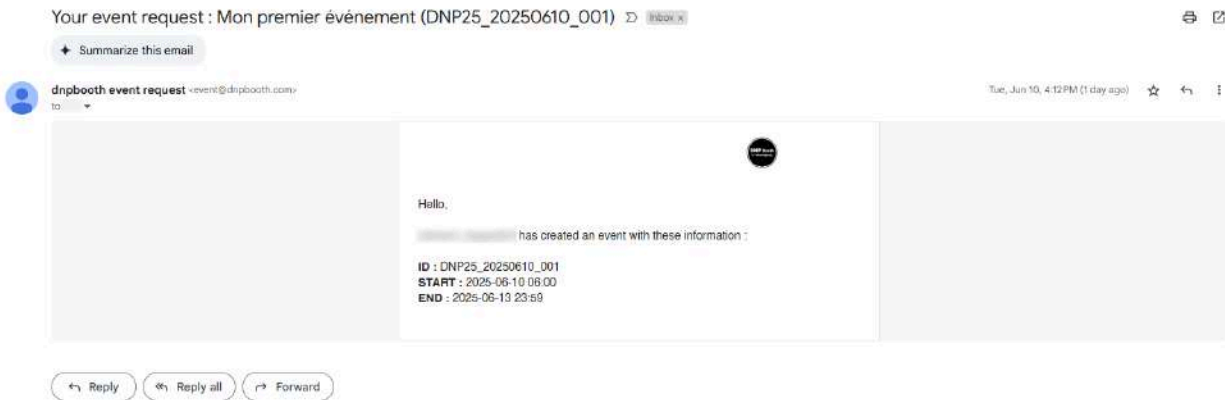 Your event request : Mon premier événement (DNP25_20250610_001) Inbox x
Summarize this email
dnpbooth event request <event@dnpbooth.com>
Tue, Jun 10, 4:12 PM (1 day ago)
to
Hello,
has created an event with these information :
ID : DNP25_20250610_001
START : 2025-06-10 06:00
END : 2025-06-13 23:59
Reply
Reply all
Forward